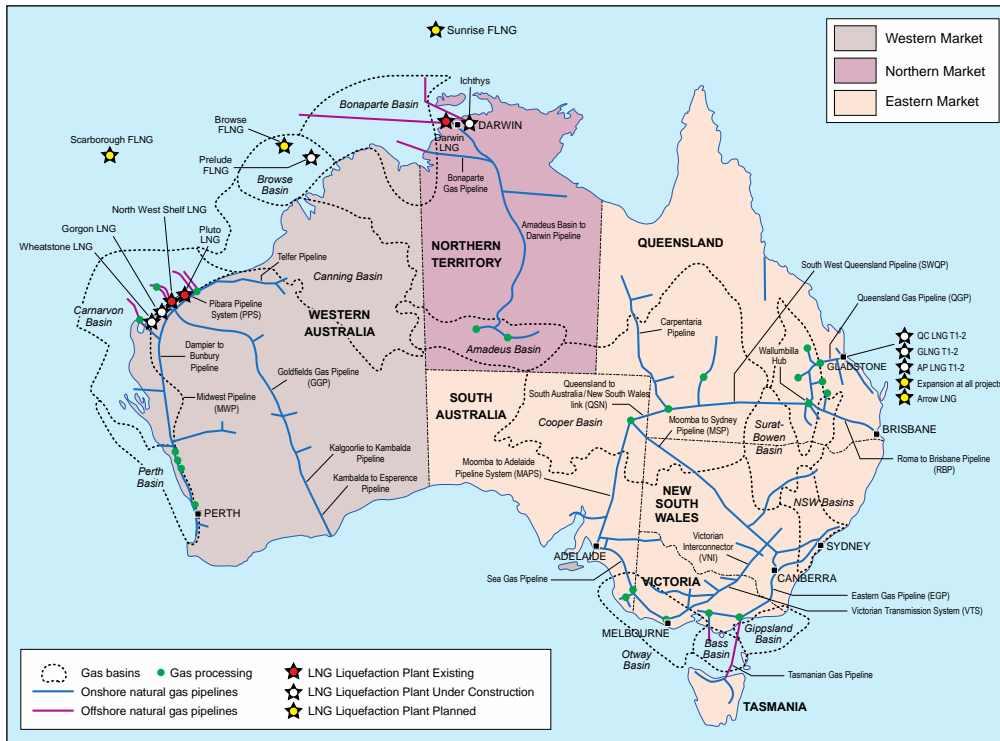 Sunrise FLNG
Western Market
Northern Market
Eastern Market
Ichthys
Bonaparte Basin
Browse
FLNG
DARWIN
Scarborough FLNG
Darwin
LNG
Prelude
FLNG
Bonaparte
Gas Pipeline
Browse
Basin
North West Shelf LNG
Gorgon LNG
Pluto
LNG
Wheatstone LNG
Amadeus Basin to
Darwin Pipeline
NORTHERN
TERRITORY
QUEENSLAND
Telfer Pipeline
Canning Basin
South West Queensland Pipeline (SWQP)
Queensland Gas Pipeline (QGP)
Carnarvon
Basin
Pibara Pipeline
System (PPS)
WESTERN
AUSTRALIA
Carpentaria
Pipeline
QC LNG T1-2
GLNG T1-2
AP LNG T1-2
Expansion at all projects
Arrow LNG
Wallumbilla
Hub
GLADSTONE
Dampier to
Bunbury
Pipeline
Amadeus Basin
Goldfields Gas Pipeline
(GGP)
Queensland to
South Australia/New South Wales
link (QSN)
SOUTH
AUSTRALIA
Midwest Pipeline
(MWP)
Cooper Basin
Moomba to Sydney
Pipeline (MSP)
Surat-
Bowen
Basin
BRISBANE
Roma to Brisbane Pipeline
(RBP)
Kalgoorlie to Kambalda
Pipeline
Moomba to Adelaide
Pipeline System (MAPS)
Perth
Basin
Kambalda to Esperence
Pipeline
NEW
SOUTH
WALES
NSW Basins
PERTH
Victorian
Interconnector
(VNI)
SYDNEY
ADELAIDE
CANBERRA
Sea Gas Pipeline
VICTORIA
Eastern Gas Pipeline (EGP)
Victorian Transmission System (VTS)
MELBOURNE
Gippsland
Basin
Bass
Basin
Otway
Basin
Tasmanian Gas Pipeline
TASMANIA
Gas basins
Gas processing
LNG Liquefaction Plant Existing
Onshore natural gas pipelines
LNG Liquefaction Plant Under Construction
Offshore natural gas pipelines
LNG Liquefaction Plant Planned